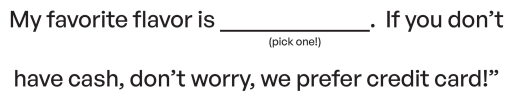 My favorite flavor is ____________. If you don’t
(pick one!)
have cash, don’t worry, we prefer credit card!”